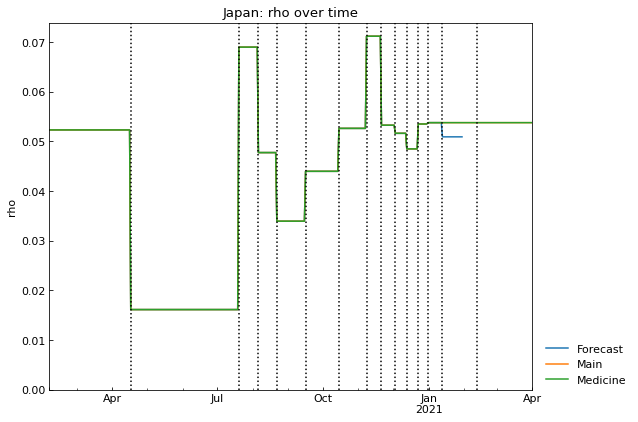 Japan: rho over time
0.07
0.06
0.05
0.04
0.03
0.02
0.01
0.00
rho
Apr
Jul
Oct
Jan
2021
Apr
Forecast
Main
Medicine